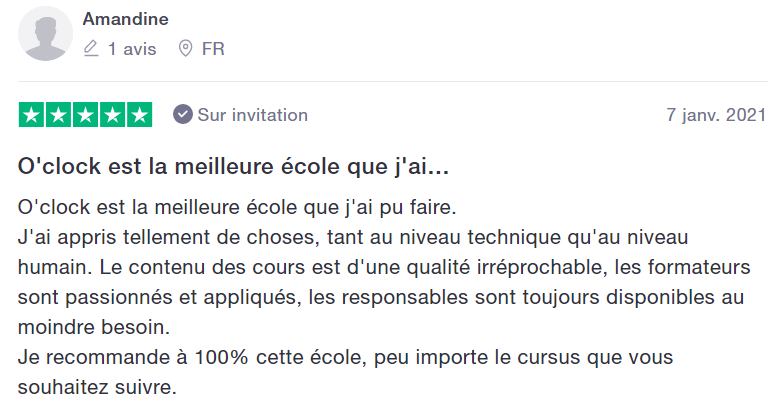 Amandine
1 avis FR
Sur invitation 7 janv. 2021
O'clock est la meilleure école que j'ai...
O'clock est la meilleure école que j'ai pu faire.
J'ai appris tellement de choses, tant au niveau technique qu'au niveau
humain. Le contenu des cours est d'une qualité irréprochable, les formateurs
sont passionnés et appliqués, les responsables sont toujours disponibles au
moindre besoin.
Je recommande à 100% cette école, peu importe le cursus que vous
souhaitez suivre.